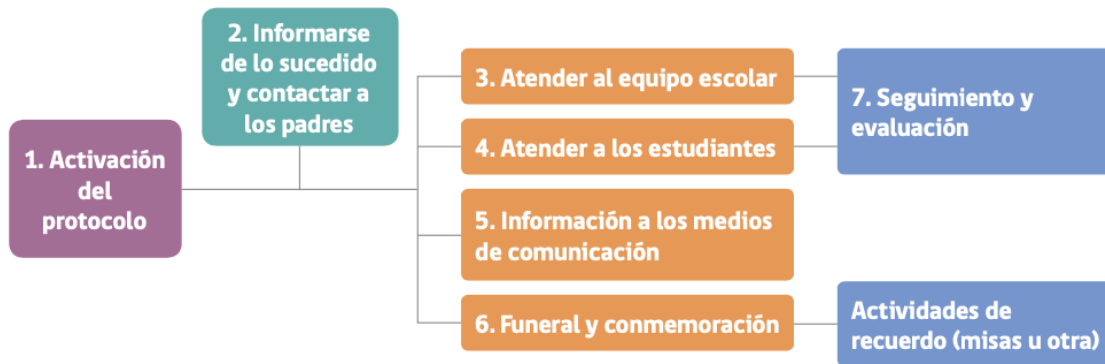 1. Activación
del
protocolo
2. Informarse
de lo sucedido
y contactar a
los padres
3. Atender al equipo escolar
4. Atender a los estudiantes
5. Información a los medios
de comunicación
6. Funeral y conmemoración
7. Seguimiento y
evaluación
Actividades de
recuerdo (misas u otra)